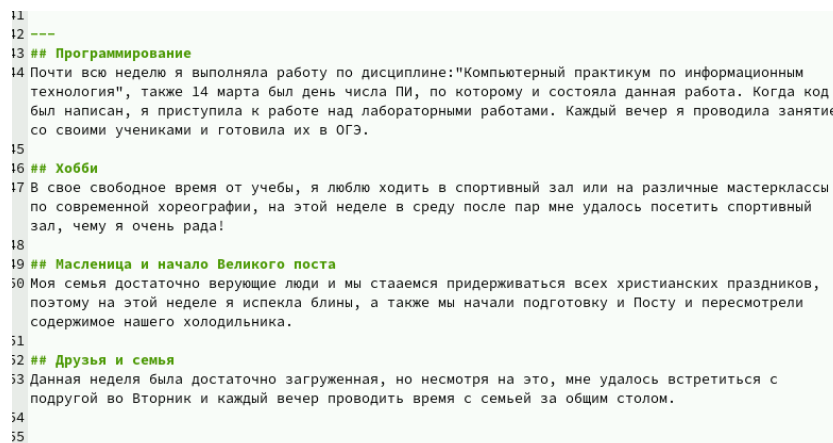 41
42 ---
43 ## Программирование
44 Почти всю неделю я выполняла работу по дисциплине:"Компьютерный практикум по информационным
технология", также 14 марта был день числа ПИ, по которому и состояла данная работа. Когда код
был написан, я приступила к работе над лабораторными работами. Каждый вечер я проводила занятие
со своими учениками и готовила их в ОГЭ.
45
46 ## Хобби
47 В свое свободное время от учебы, я люблю ходить в спортивный зал или на различные мастерклассы
по современной хореографии, на этой неделе в среду после пар мне удалось посетить спортивный
зал, чему я очень рада!
48
49 ## Масленица и начало Великого поста
50 Моя семья достаточно верующие люди и мы стааемся придерживаться всех христианских праздников,
поэтому на этой неделе я испекла блины, а также мы начали подготовку и Посту и пересмотрели
содержимое нашего холодильника.
51
52 ## Друзья и семья
53 Данная неделя была достаточно загруженная, но несмотря на это, мне удалось встретиться с
подругой во Вторник и каждый вечер проводить время с семьей за общим столом.
54
55